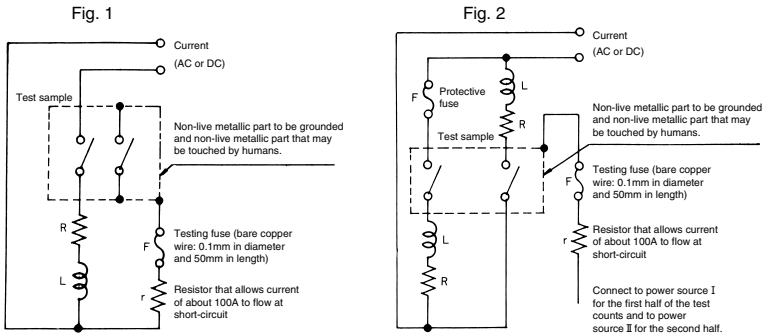 Fig. 1
Current
(AC or DC)
Test sample
Non-live metallic part to be grounded
and non-live metallic part that may
be touched by humans.
R
L
F
Testing fuse (bare copper
wire: 0.1mm in diameter
and 50mm in length)
r
Resistor that allows current
of about 100A to flow at
short-circuit
Fig. 2
Current
(AC or DC)
F
Protective
fuse
L
R
Test sample
Non-live metallic part to be grounded
and non-live metallic part that may
be touched by humans.
F
Testing fuse (bare copper
wire: 0.1mm in diameter
and 50mm in length)
L
R
r
Resistor that allows current
of about 100A to flow at
short-circuit
Connect to power source I
for the first half of the test
counts and to power
source II for the second half.